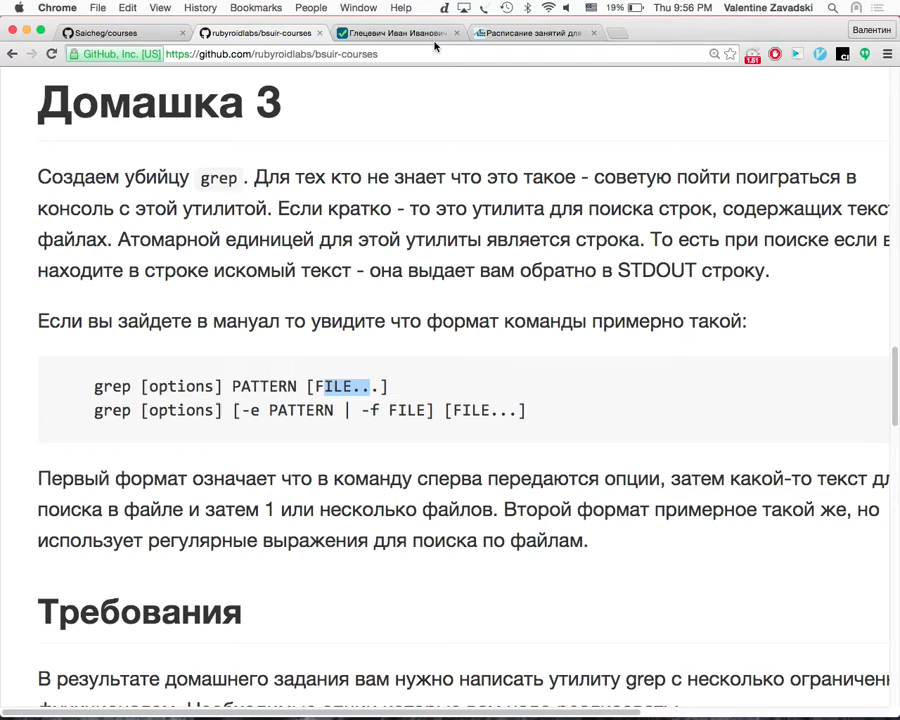 Chrome File Edit View History Bookmarks People Window Help 19% Thu 9:56 PM Valentine Zavadski
Saicheg/courses rubyroidlabs/bsuir-courses Глецевич Иван Иванови Расписание занятий для Валентин
GitHub, Inc. [US] https://github.com/rubyroidlabs/bsuir-courses
Домашка 3
Создаем убийцу grep. Для тех кто не знает что это такое - советую пойти поиграться в
консоль с этой утилитой. Если кратко - то это утилита для поиска строк, содержащих текст
файлах. Атомарной единицей для этой утилиты является строка. То есть при поиске если в
находите в строке искомый текст - она выдает вам обратно в STDOUT строку.
Если вы зайдете в мануал то увидите что формат команды примерно такой:
grep [options] PATTERN [FILE...]
grep [options] [-e PATTERN | -f FILE] [FILE...]
Первый формат означает что в команду сперва передаются опции, затем какой-то текст дл
поиска в файле и затем 1 или несколько файлов. Второй формат примерное такой же, но
использует регулярные выражения для поиска по файлам.
Требования
В результате домашнего задания вам нужно написать утилиту grep с несколько ограничен